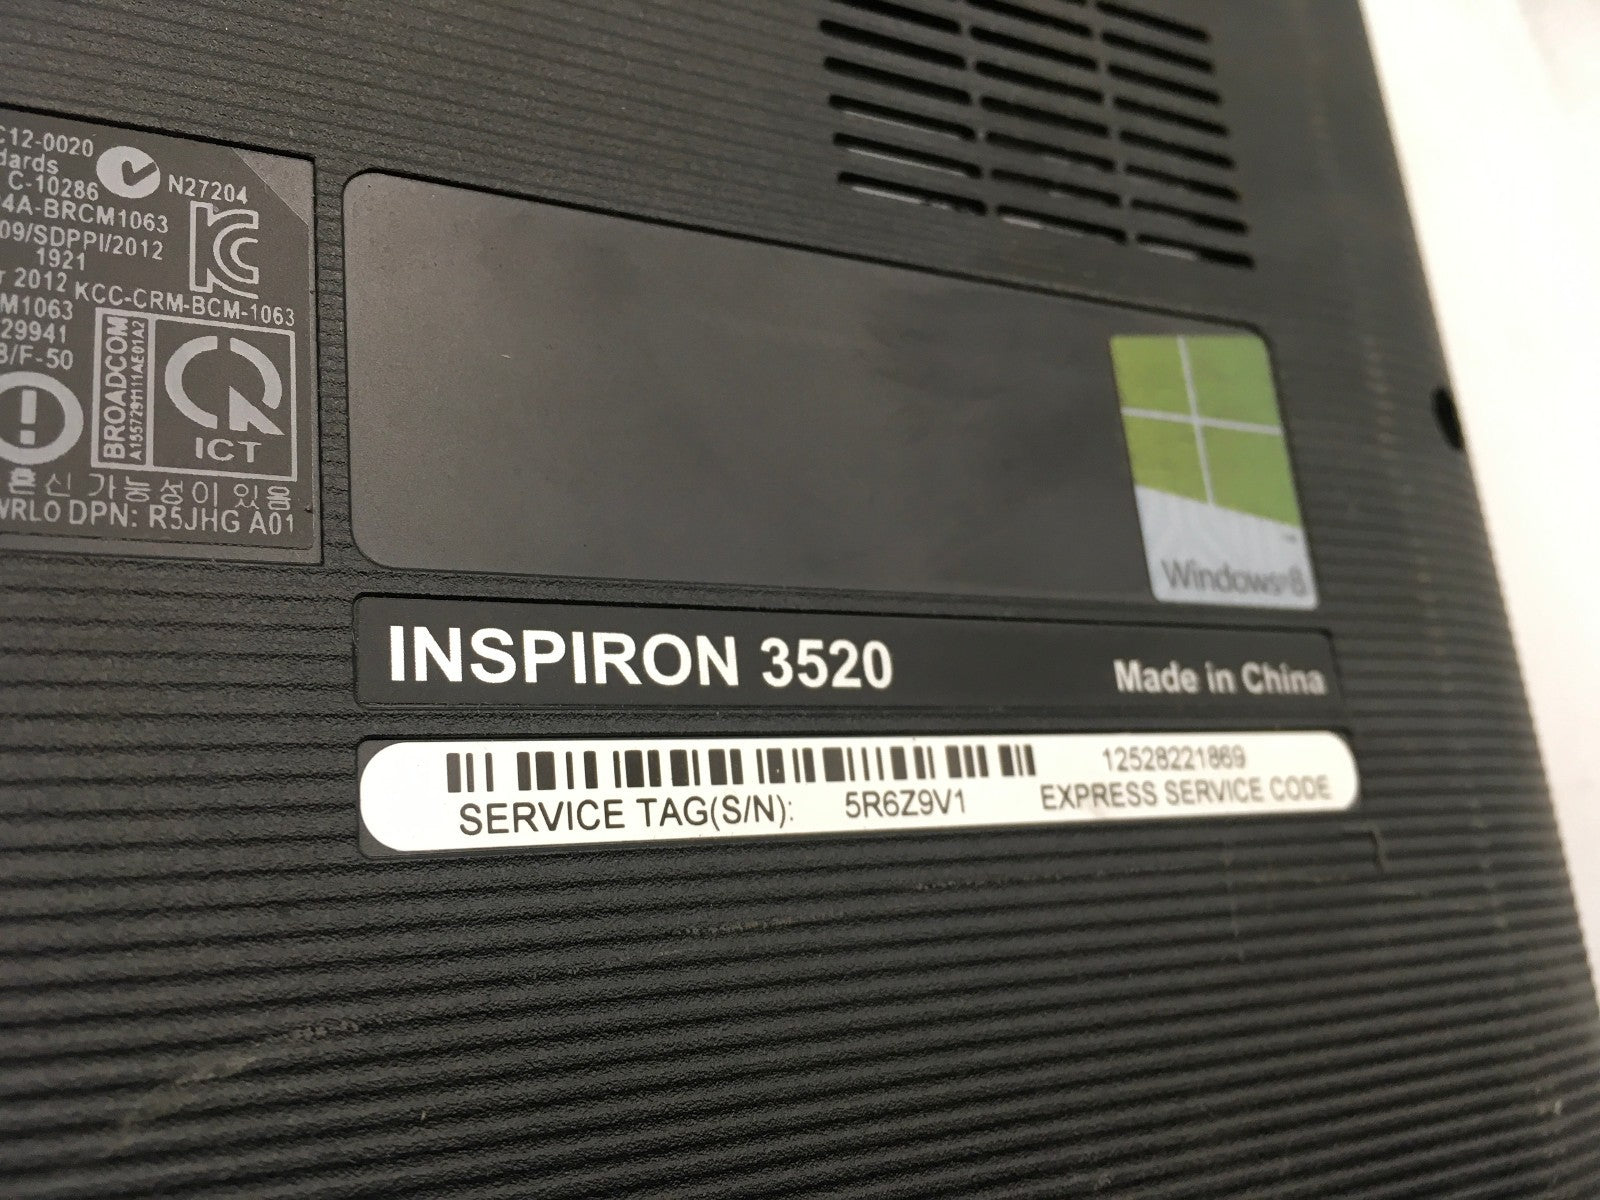 C12-0020
dards
C-10286
N27204
4A-BRCM1063
09/SDPPI/2012
1921
r 2012
KCC-CRM-BCM-1063
M1063
29941
B/F-50
BROADCOM
ICT
신 가능성이 있음
WRLO DPN: R5JHG A01
Windows 8
INSPIRON 3520
Made in China
12528221869
SERVICE TAG(S/N): 5R6Z9V1 EXPRESS SERVICE CODE